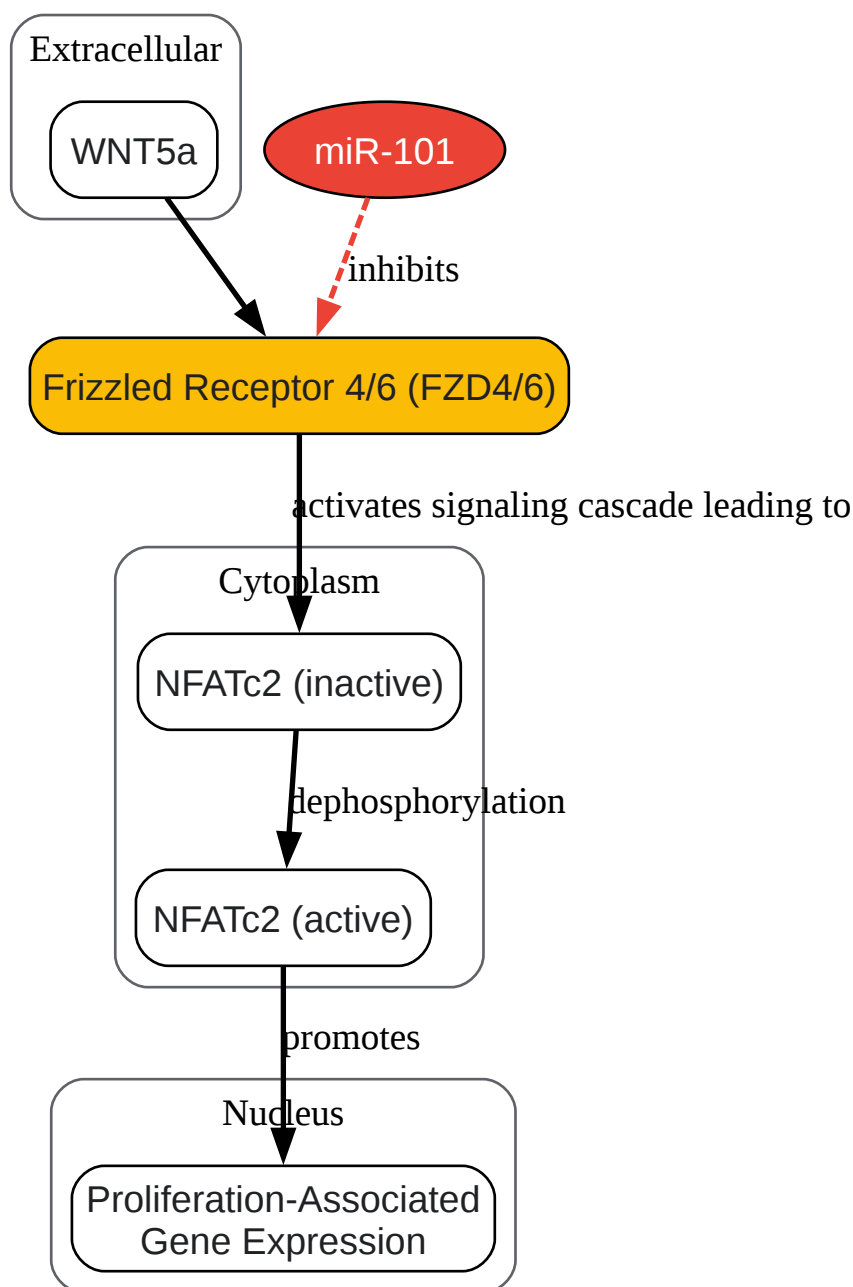 Extracellular
WNT5a
miR-101
inhibits
Frizzled Receptor 4/6 (FZD4/6)
activates signaling cascade leading to
Cytoplasm
NFATc2 (inactive)
dephosphorylation
NFATc2 (active)
promotes
Nucleus
Proliferation-Associated
Gene Expression